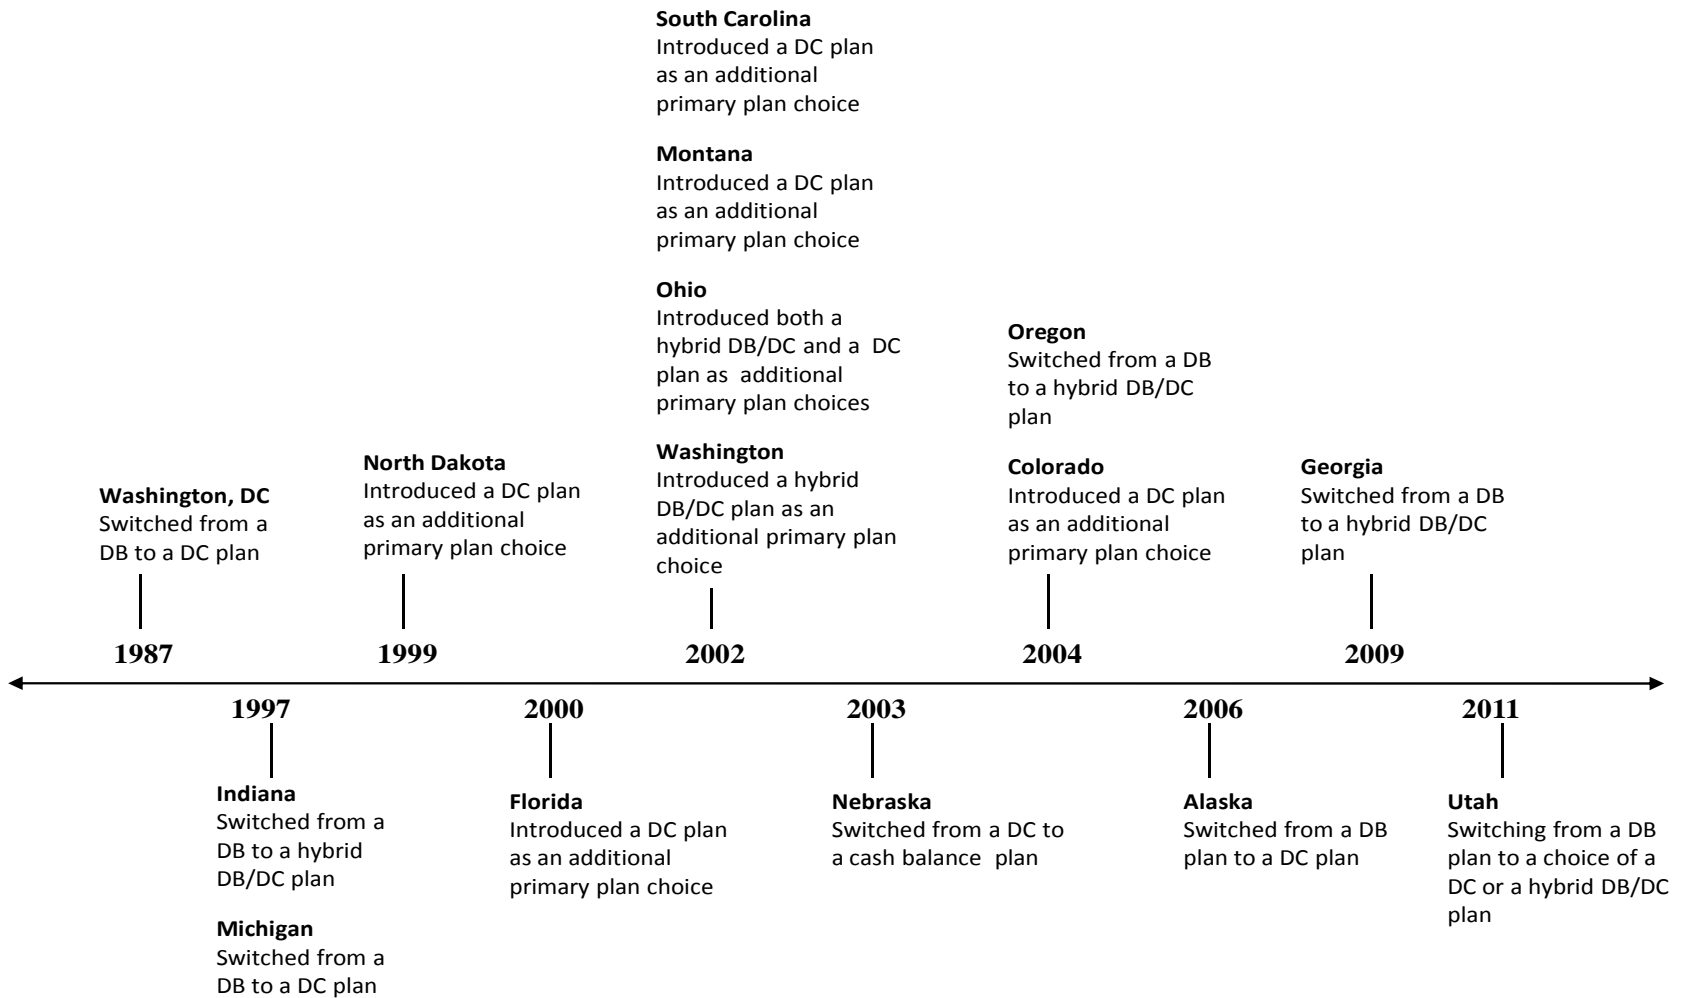 South Carolina
Introduced a DC plan
as an additional
primary plan choice
Montana
Introduced a DC plan
as an additional
primary plan choice
Ohio
Introduced both a
hybrid DB/DC and a DC
plan as additional
primary plan choices
Washington
Introduced a hybrid
DB/DC plan as an
additional primary plan
choice
Oregon
Switched from a DB
to a hybrid DB/DC
plan
Colorado
Introduced a DC plan
as an additional
primary plan choice
Washington, DC
Switched from a
DB to a DC plan
North Dakota
Introduced a DC plan
as an additional
primary plan choice
Georgia
Switched from a DB
to a hybrid DB/DC
plan
1987
1999
2002
2004
2009
1997
2000
2003
2006
2011
Indiana
Switched from a
DB to a hybrid
DB/DC plan
Michigan
Switched from a
DB to a DC plan
Florida
Introduced a DC plan
as an additional
primary plan choice
Nebraska
Switched from a DC to
a cash balance plan
Alaska
Switched from a DB
plan to a DC plan
Utah
Switching from a DB
plan to a choice of a
DC or a hybrid DB/DC
plan